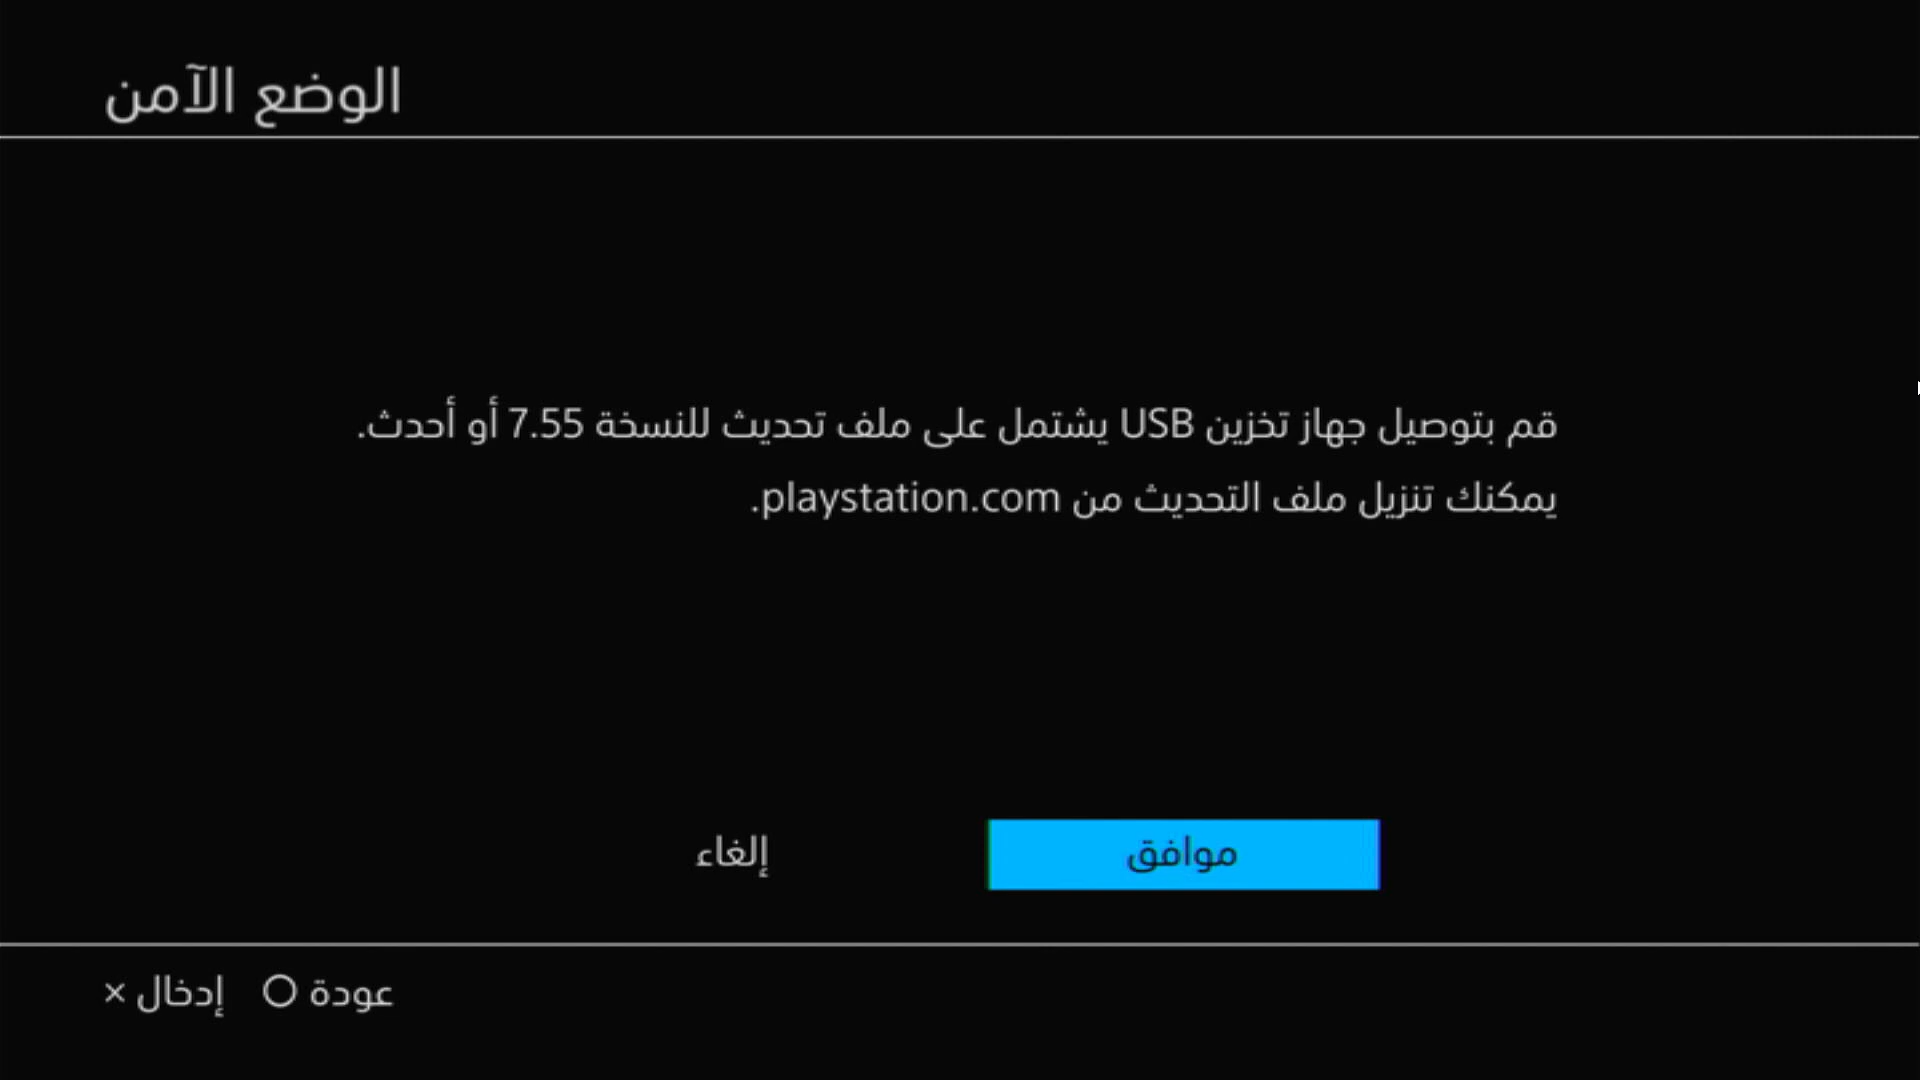 الوضع الآمن
قم بتوصيل جهاز تخزين USB يشتمل على ملف تحديث للنسخة 7.55 أو أحدث.
يمكنك تنزيل ملف التحديث من playstation.com.
موافق
إلغاء
× إدخال ○ عودة